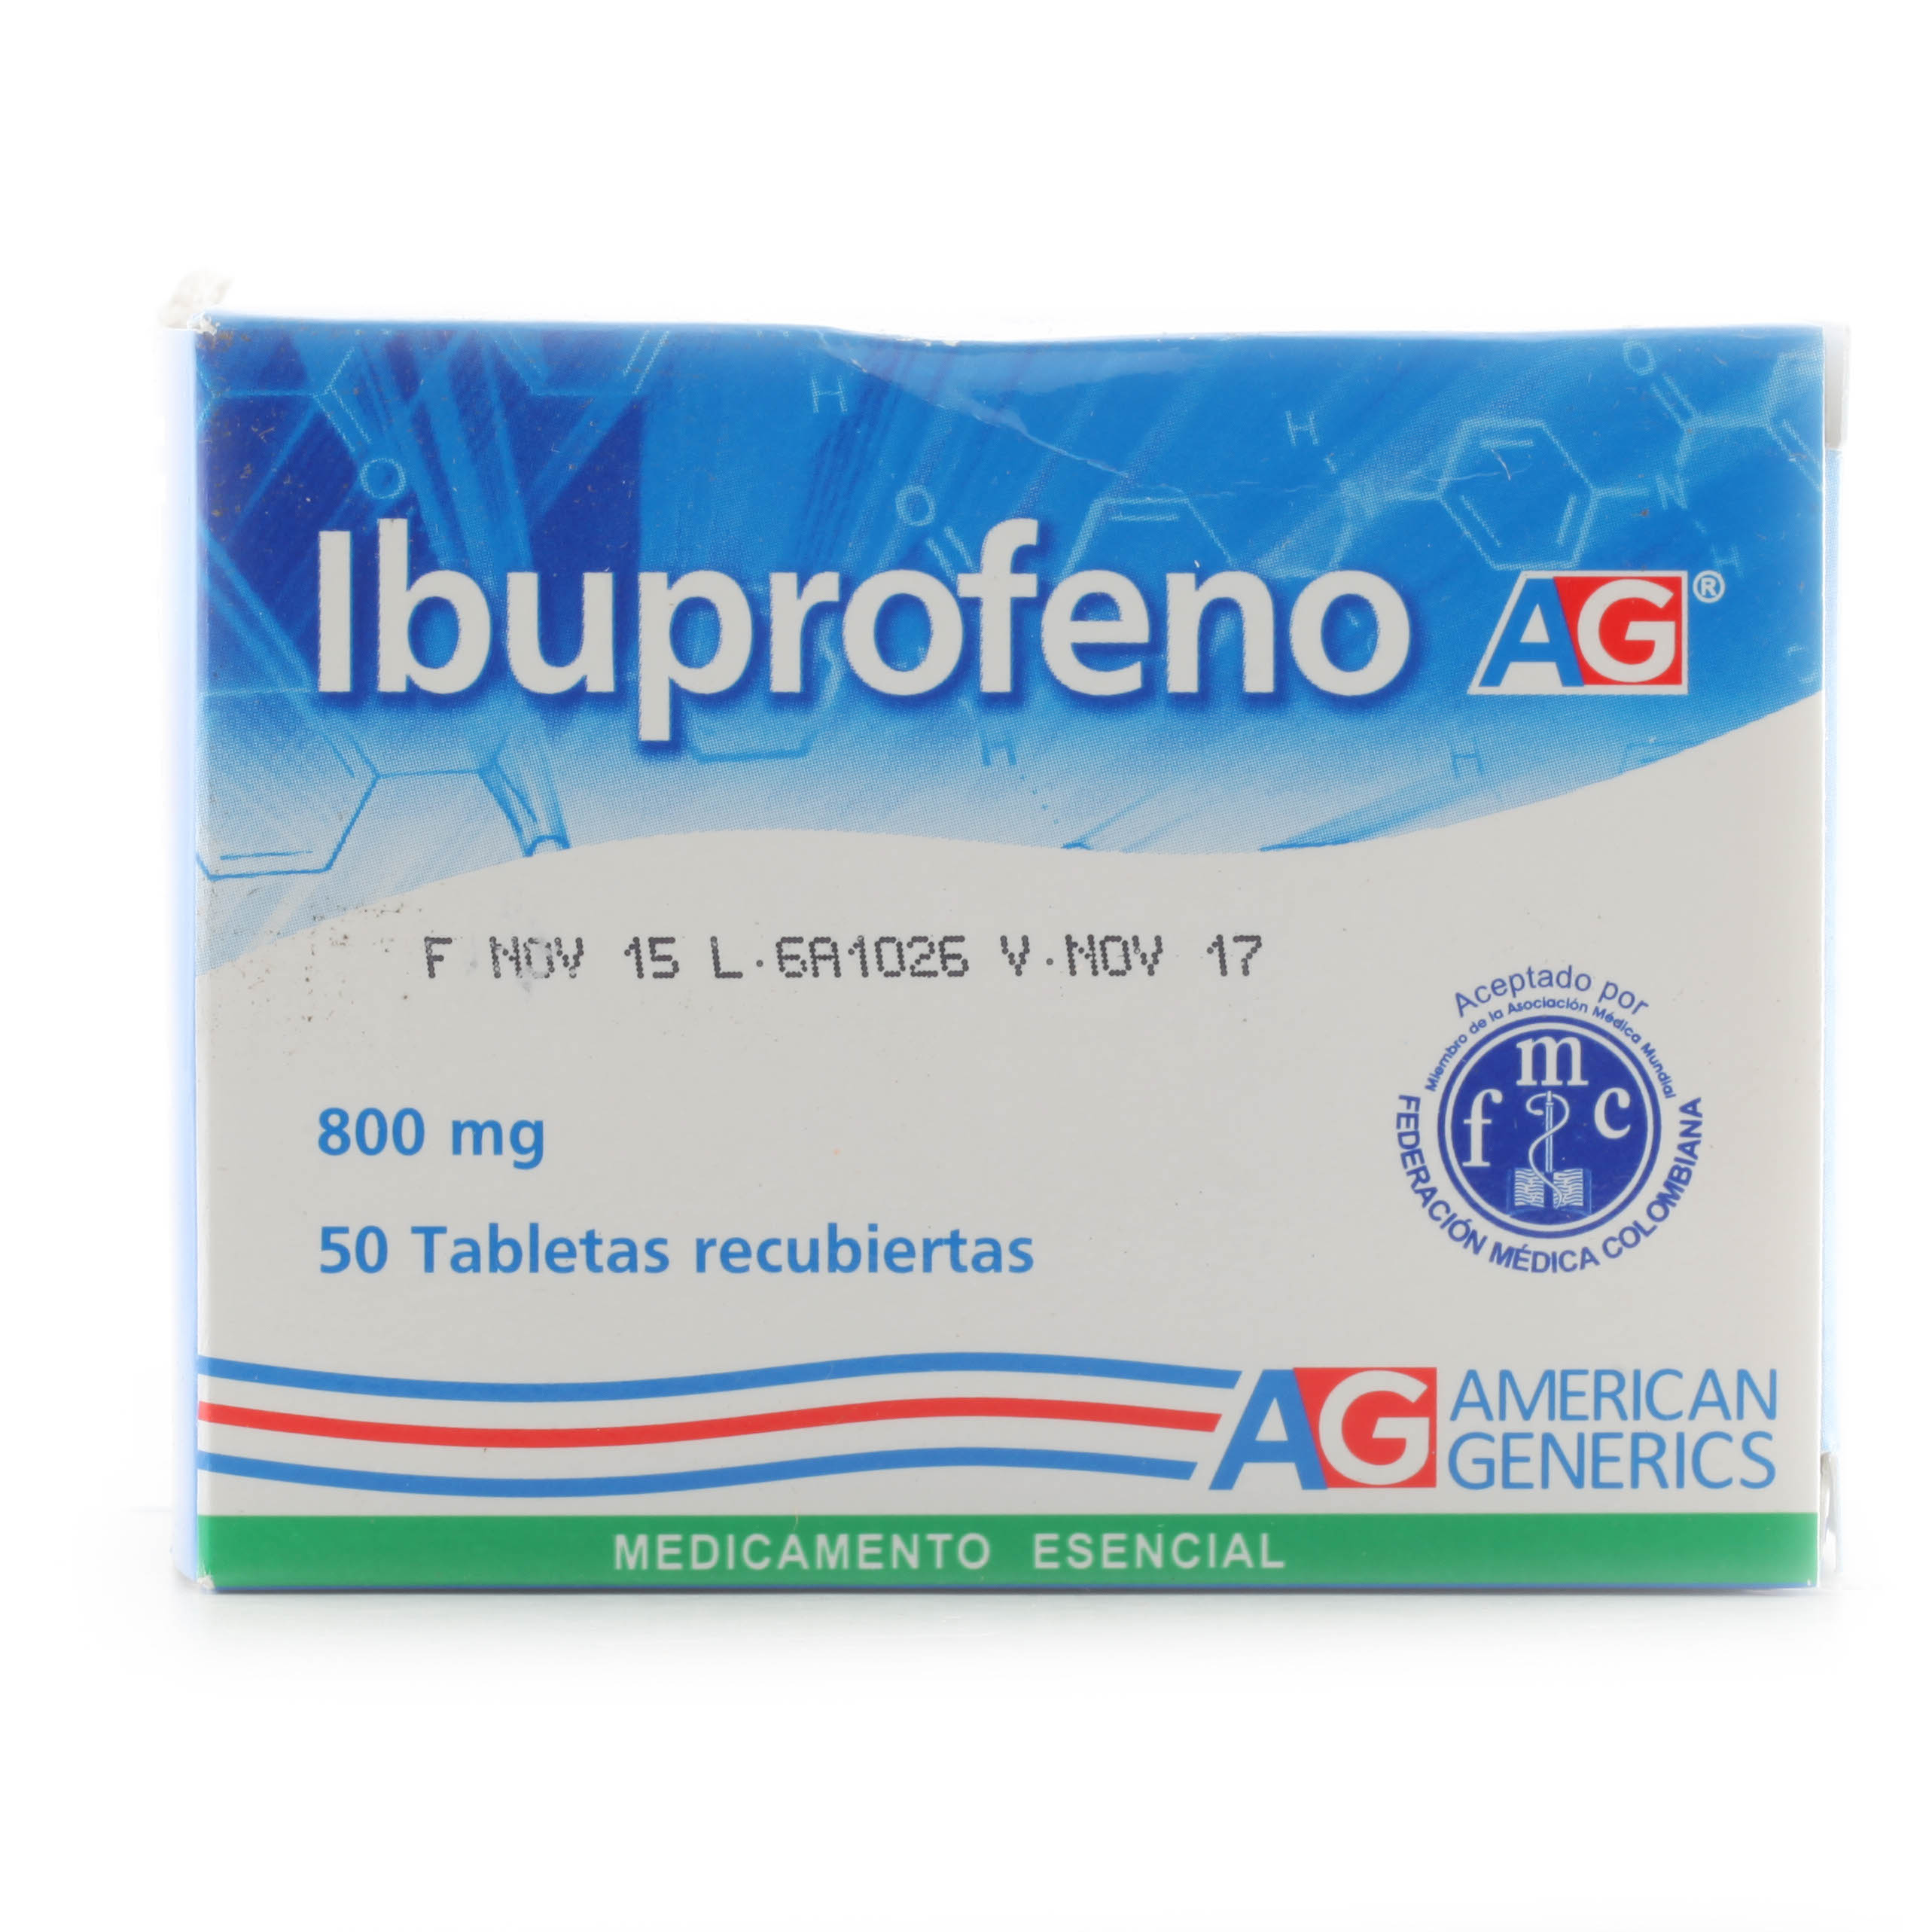 Ibuprofeno AG®
F NOV 15 L.6A1026 V.NOV 17
Aceptado por
Miembro de la Asociación Médica Mundial
f m c
FEDERACIÓN MÉDICA COLOMBIANA
800 mg
50 Tabletas recubiertas
AG AMERICAN
GENERICS
MEDICAMENTO ESENCIAL